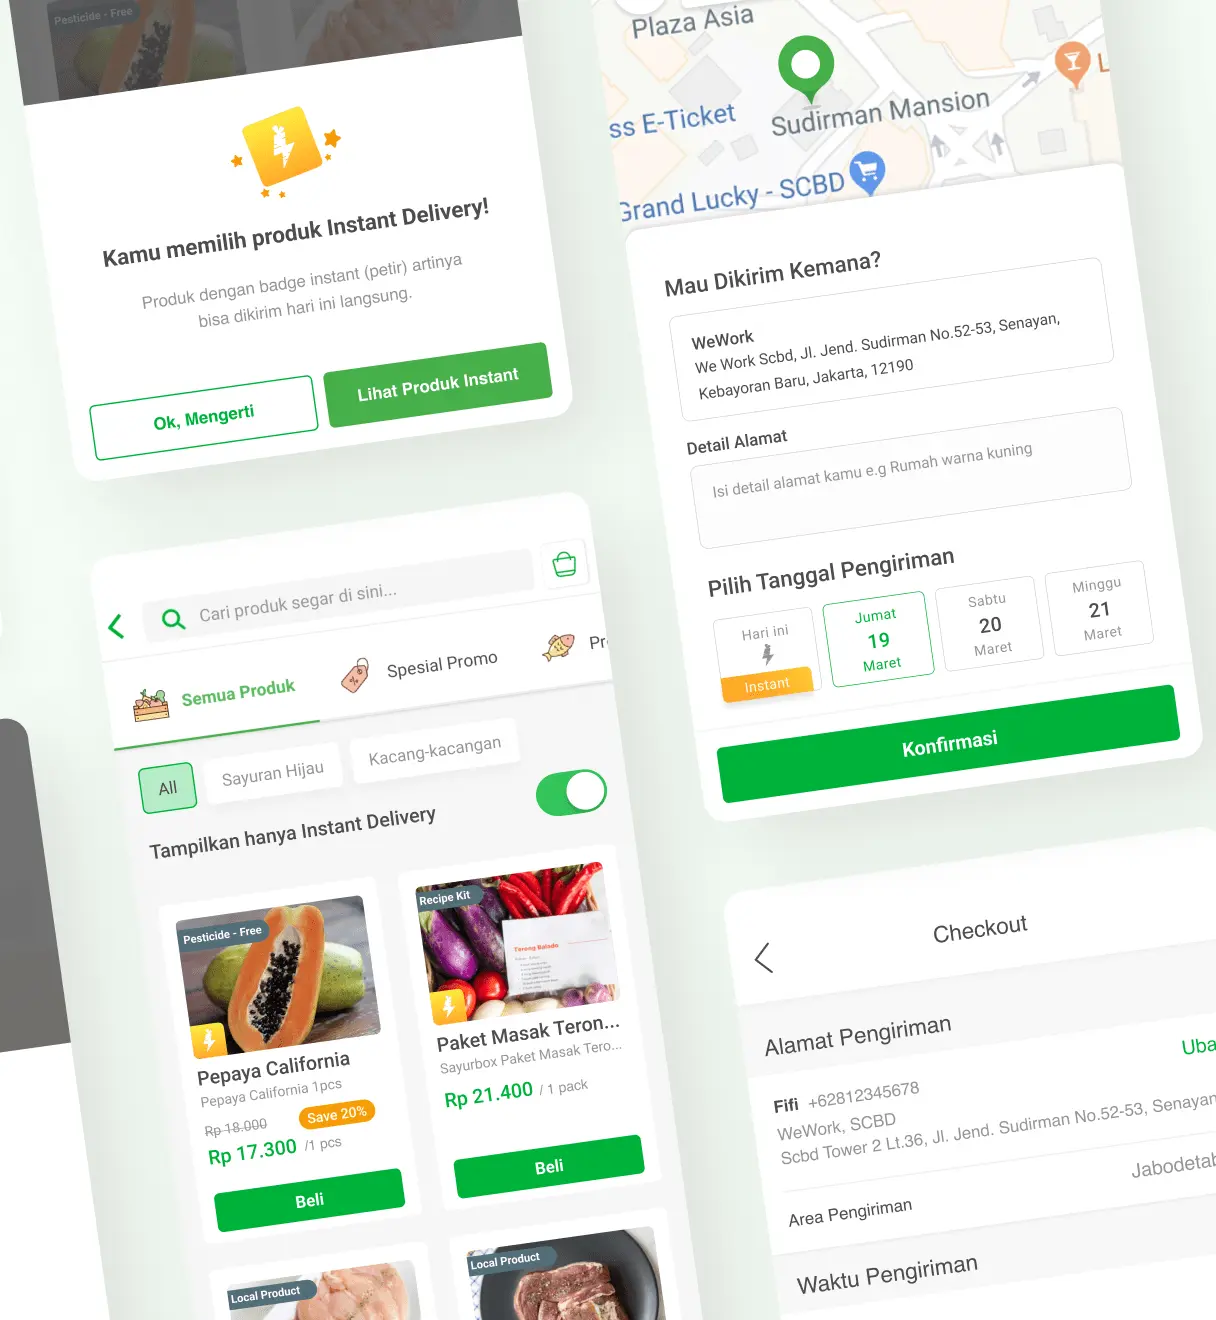 Pesticide - Free
Kamu memilih produk Instant Delivery!
Produk dengan badge instant (petir) artinya
bisa dikirim hari ini langsung.
Ok, Mengerti
Lihat Produk Instant
Plaza Asia
ss E-Ticket
Sudirman Mansion
Grand Lucky - SCBD
L
Mau Dikirim Kemana?
WeWork
We Work Scbd, Jl. Jend. Sudirman No.52-53, Senayan,
Kebayoran Baru, Jakarta, 12190
Detail Alamat
Isi detail alamat kamu e.g Rumah warna kuning
Pilih Tanggal Pengiriman
Hari ini
Instant
Jumat
19
Maret
Sabtu
20
Maret
Minggu
21
Maret
Konfirmasi
Cari produk segar di sini...
Semua Produk
Spesial Promo
Pr
All
Sayuran Hijau
Kacang-kacangan
Tampilkan hanya Instant Delivery
Pesticide - Free
Pepaya California
Pepaya California 1pcs
Rp 18.000
Save 20%
Rp 17.300 /1 pcs
Beli
Recipe Kit
Terong Balado
Paket Masak Teron...
Sayurbox Paket Masak Tero...
Rp 21.400 / 1 pack
Beli
Local Product
Local Product
Checkout
Alamat Pengiriman
Uba
Fifi +62812345678
WeWork, SCBD
Scbd Tower 2 Lt.36, Jl. Jend. Sudirman No.52-53, Senayan
Area Pengiriman
Jabodetab
Waktu Pengiriman